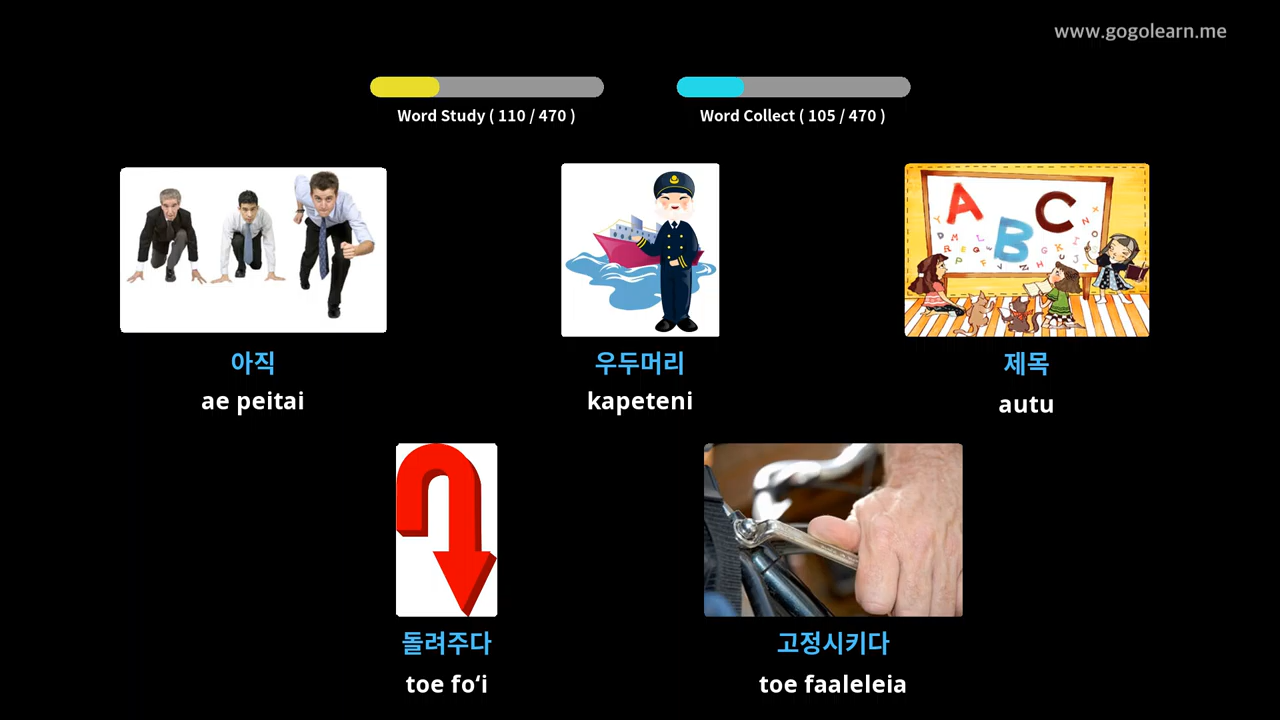 www.gogolearn.me
Word Study ( 110 / 470 )
Word Collect ( 105 / 470 )
A B C
아직
ae peitai
우두머리
kapeteni
제목
autu
돌려주다
toe fo‘i
고정시키다
toe faaleleia